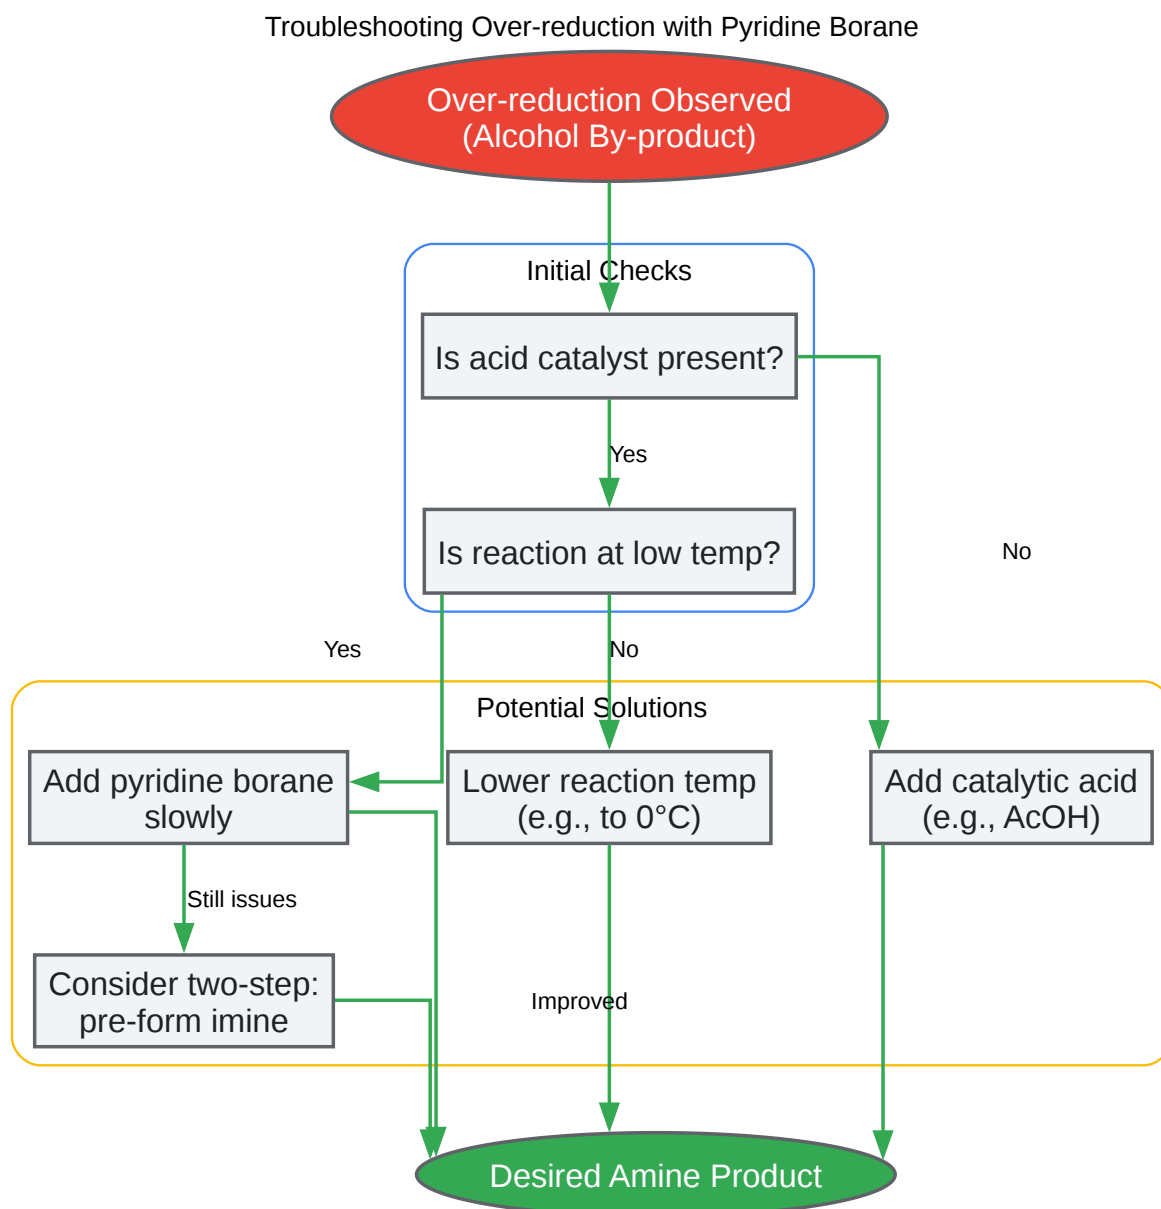 Troubleshooting Over-reduction with Pyridine Borane
Over-reduction Observed
(Alcohol By-product)
Initial Checks
Is acid catalyst present?
Yes
Is reaction at low temp?
No
Yes
No
Potential Solutions
Add pyridine borane
slowly
Lower reaction temp
(e.g., to 0°C)
Add catalytic acid
(e.g., AcOH)
Still issues
Consider two-step:
pre-form imine
Improved
Desired Amine Product